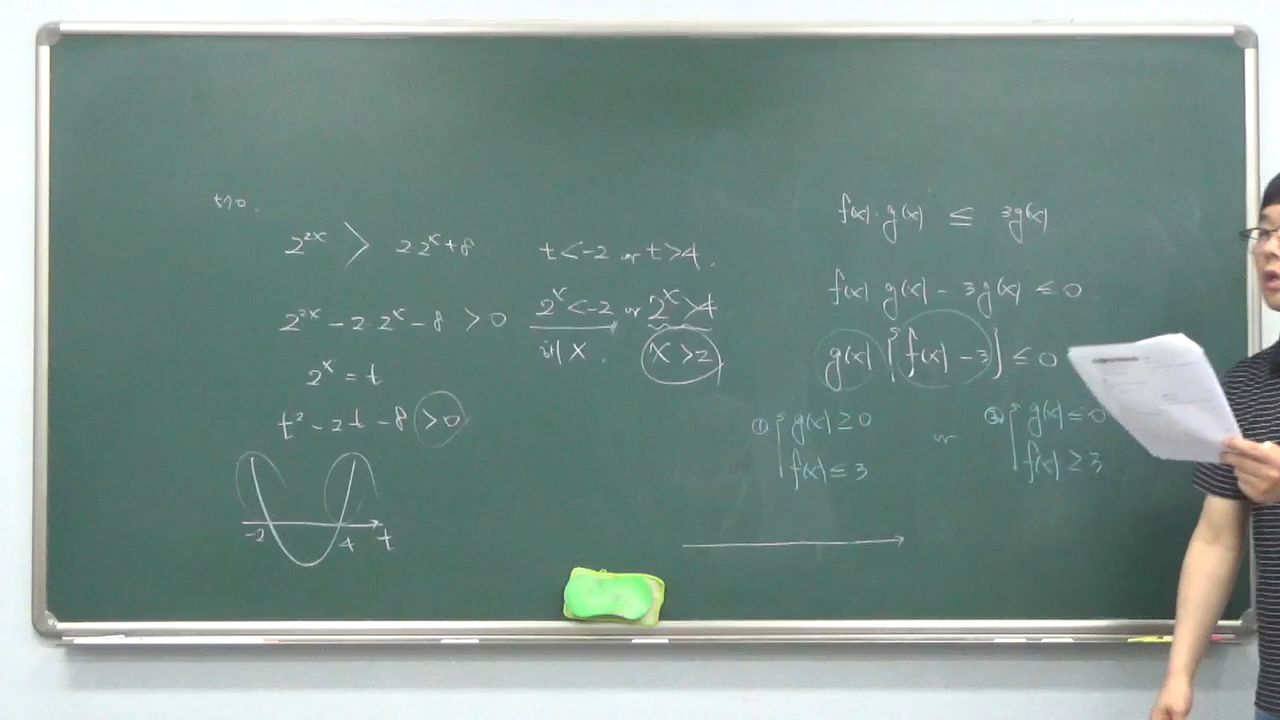 t>0.
2^{2x} > 2·2^x+8
2^{2x} - 2·2^x - 8 > 0
2^x = t
t² - 2t - 8 > 0
-2 4 t
t<-2 or t>4.
2^x<-2 or 2^x>4
X. x>2
f(x)·g(x) ≤ 3g(x)
f(x) g(x) - 3g(x) ≤ 0
g(x) {f(x) - 3} ≤ 0
① { g(x) ≥ 0
f(x) ≤ 3
or
② { g(x) ≤ 0
f(x) ≥ 3